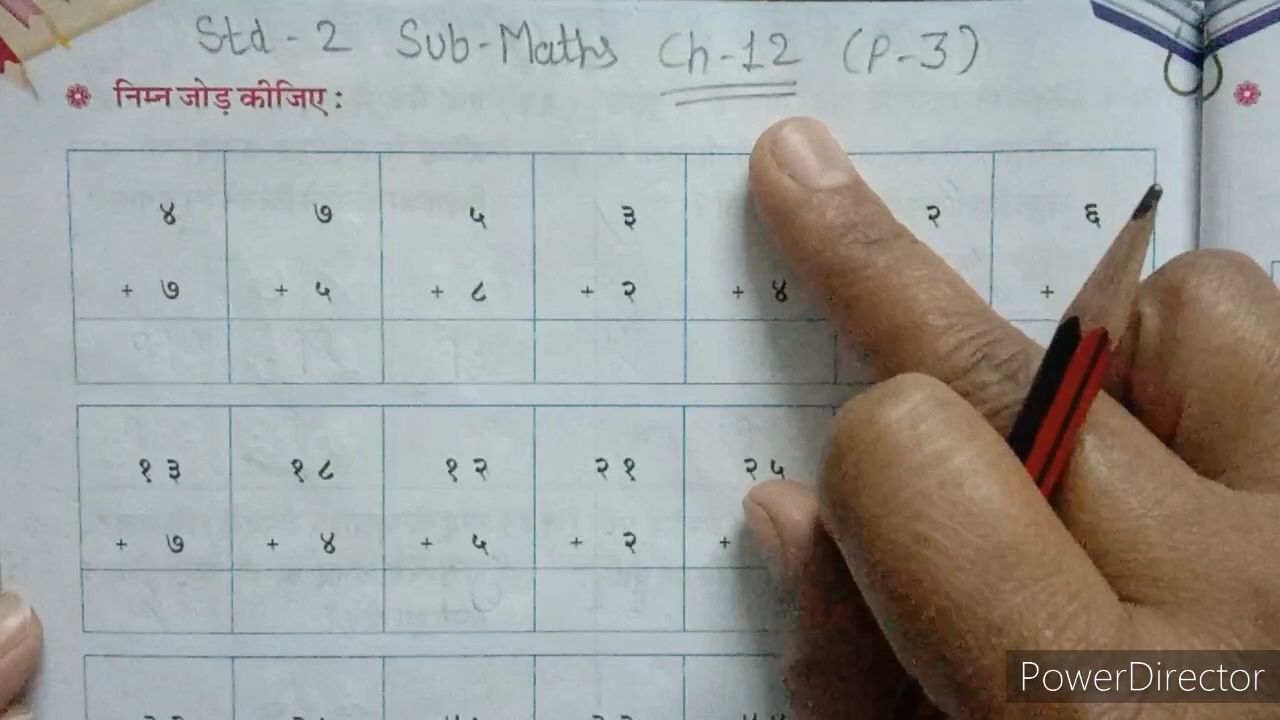 Std - 2 Sub-Maths Ch-12 (P-3)
निम्न जोड़ कीजिए :
४ ७ ५ ३ २ ६
+ ७ + ५ + ८ + २ + ४ +
१३ १८ १२ २१ २५
+ ७ + ४ + ५ + २ +
PowerDirector